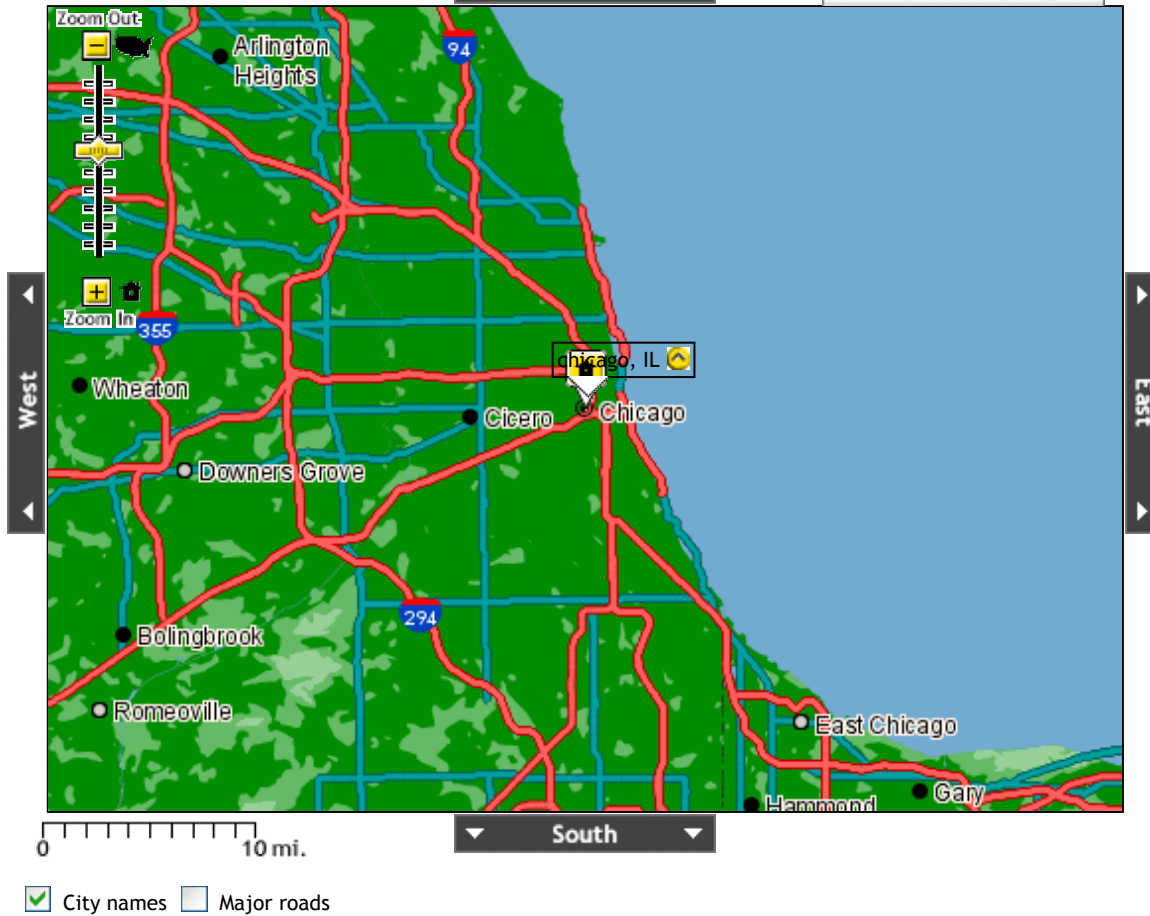 Zoom Out
Arlington
Heights
94
Zoom In
355
chicago, IL
Wheaton
Cicero
Chicago
West
East
Downers Grove
294
Bolingbrook
Romeoville
East Chicago
Gary
Hammond
South
0
10 mi.
City names
Major roads